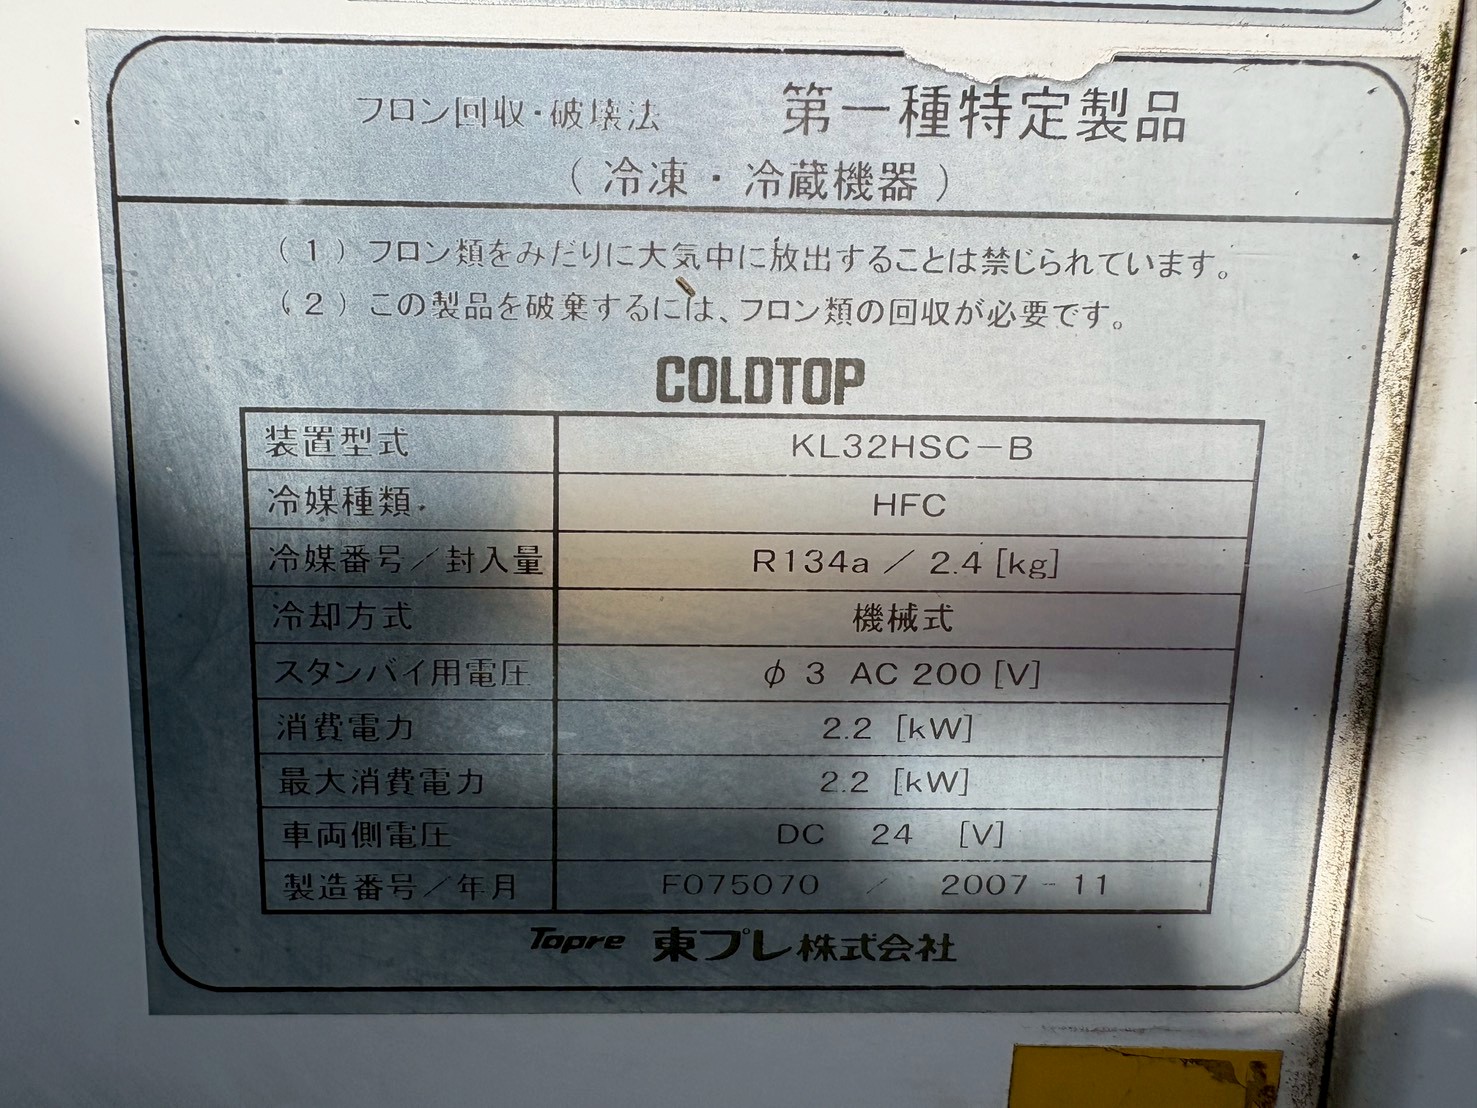 フロン回収・破壊法 第一種特定製品
(冷凍・冷蔵機器)
(1)フロン類をみだりに大気中に放出することは禁じられています。
(2)この製品を破棄するには、フロン類の回収が必要です。
COLDTOP
装置型式 KL32HSC-B
冷媒種類 HFC
冷媒番号/封入量 R134a / 2.4 [kg]
冷却方式 機械式
スタンバイ用電圧 φ 3 AC 200 [V]
消費電力 2.2 [kW]
最大消費電力 2.2 [kW]
車両側電圧 DC 24 [V]
製造番号/年月 F075070 / 2007-11
Topre 東プレ株式会社